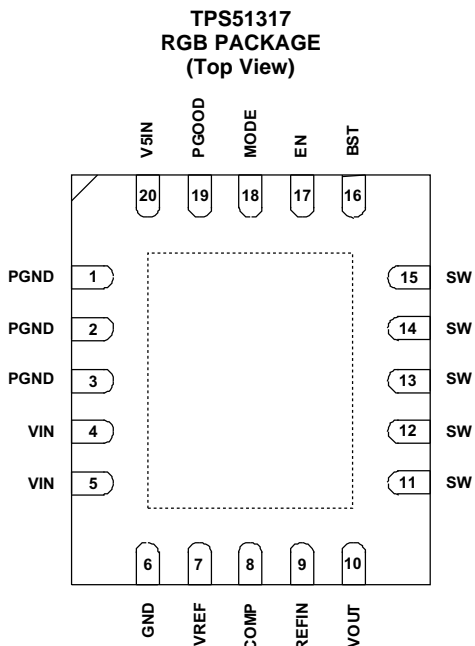 TPS51317
RGB PACKAGE
(Top View)
V5IN PGOOD MODE EN BST
20 19 18 17 16
PGND 1 15 SW
PGND 2 14 SW
PGND 3 13 SW
VIN 4 12 SW
VIN 5 11 SW
6 7 8 9 10
GND VREF COMP REFIN VOUT